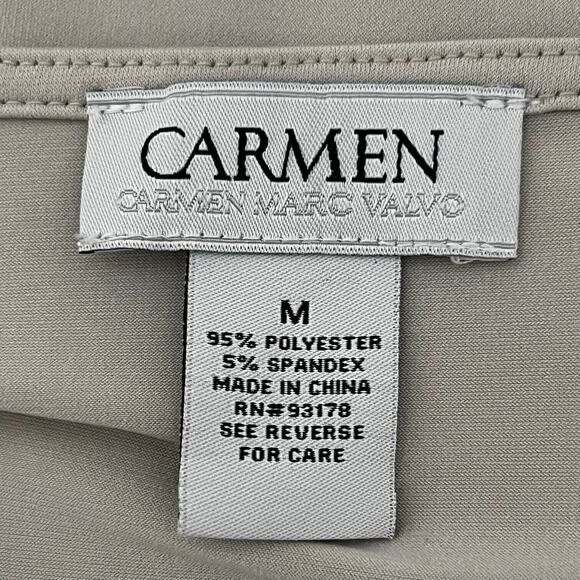 CARMEN
CARMEN MARC VALVO
M
95% POLYESTER
5% SPANDEX
MADE IN CHINA
RN#93178
SEE REVERSE
FOR CARE